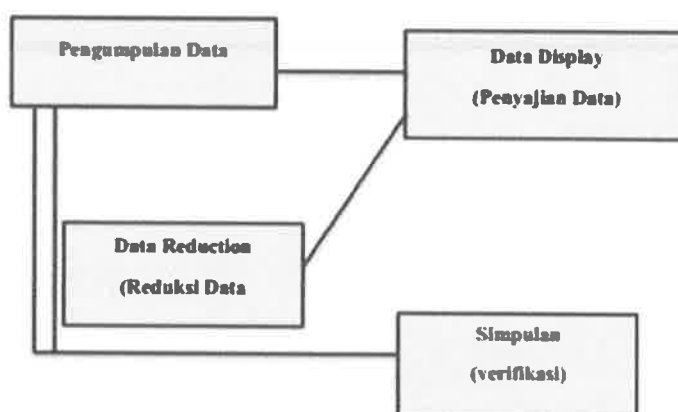 Pengumpulan Data
Data Display
(Penyajian Data)
Data Reduction
(Reduksi Data
Simpulan
(verifikasi)